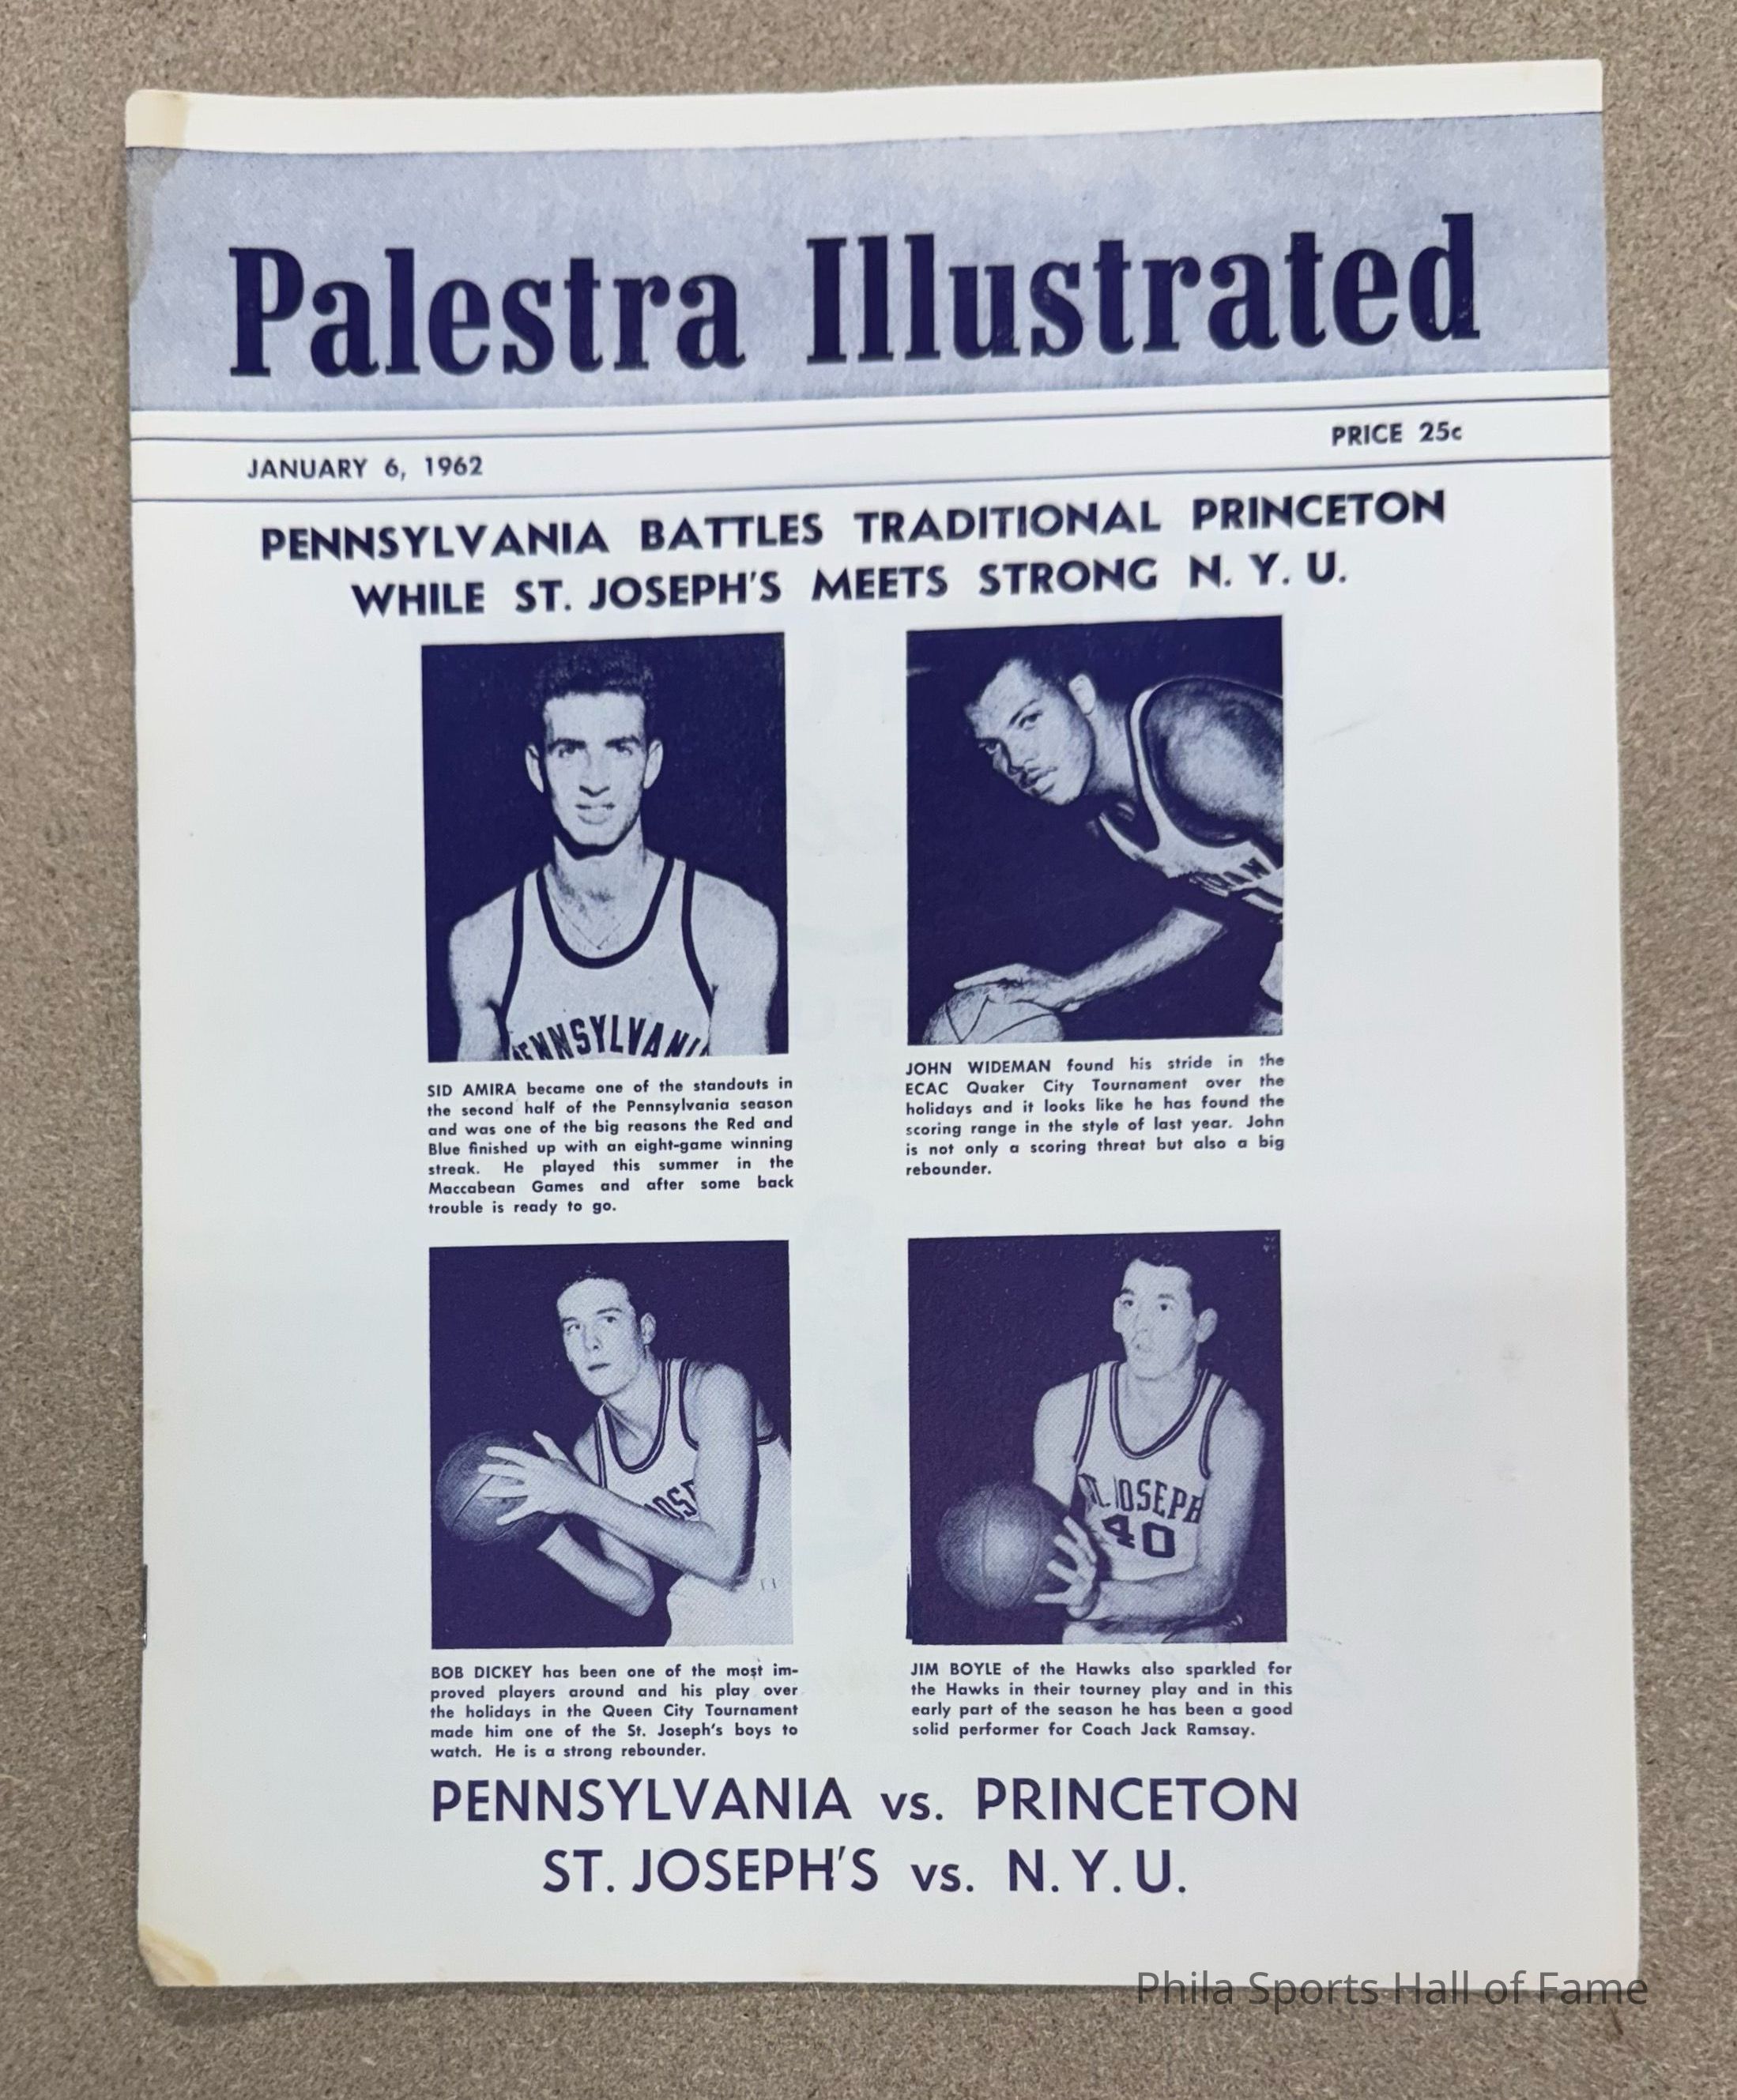 Palestra Illustrated
JANUARY 6, 1962
PRICE 25c
PENNSYLVANIA BATTLES TRADITIONAL PRINCETON
WHILE ST. JOSEPH'S MEETS STRONG N. Y. U.
ENNSYLVANI
SID AMIRA became one of the standouts in
the second half of the Pennsylvania season
and was one of the big reasons the Red and
Blue finished up with an eight-game winning
streak. He played this summer in the
Maccabean Games and after some back
trouble is ready to go.
JOHN WIDEMAN found his stride in the
ECAC Quaker City Tournament over the
holidays and it looks like he has found the
scoring range in the style of last year. John
is not only a scoring threat but also a big
rebounder.
OSE
T. JOSEPH
40
BOB DICKEY has been one of the most im-
proved players around and his play over
the holidays in the Queen City Tournament
made him one of the St. Joseph's boys to
watch. He is a strong rebounder.
JIM BOYLE of the Hawks also sparkled for
the Hawks in their tourney play and in this
early part of the season he has been a good
solid performer for Coach Jack Ramsay.
PENNSYLVANIA vs. PRINCETON
ST. JOSEPH'S vs. N. Y. U.
Phila Sports Hall of Fame